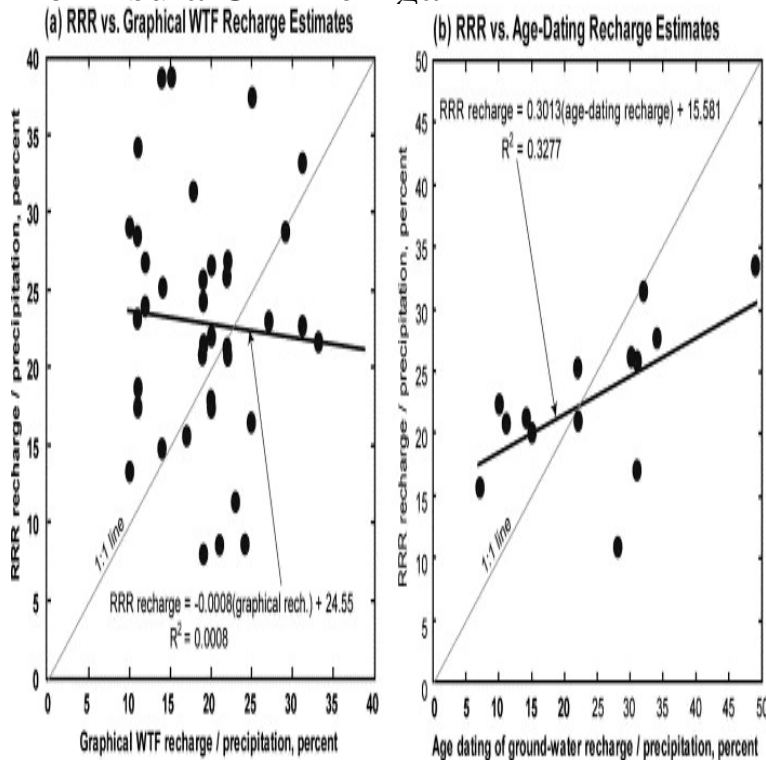 (a) RRR vs. Graphical WTF Recharge Estimates
40
35
30
25
20
15
10
5
0
RRR recharge / precipitation, percent
1:1 line
RRR recharge = -0.0008(graphical rech.) + 24.55
R² = 0.0008
0 5 10 15 20 25 30 35 40
Graphical WTF recharge / precipitation, percent
(b) RRR vs. Age-Dating Recharge Estimates
50
45
40
35
30
25
20
15
10
5
0
RRR recharge / precipitation, percent
RRR recharge = 0.3013(age-dating recharge) + 15.581
R² = 0.3277
1:1 line
0 5 10 15 20 25 30 35 40 45 50
Age dating of ground-water recharge / precipitation, percent